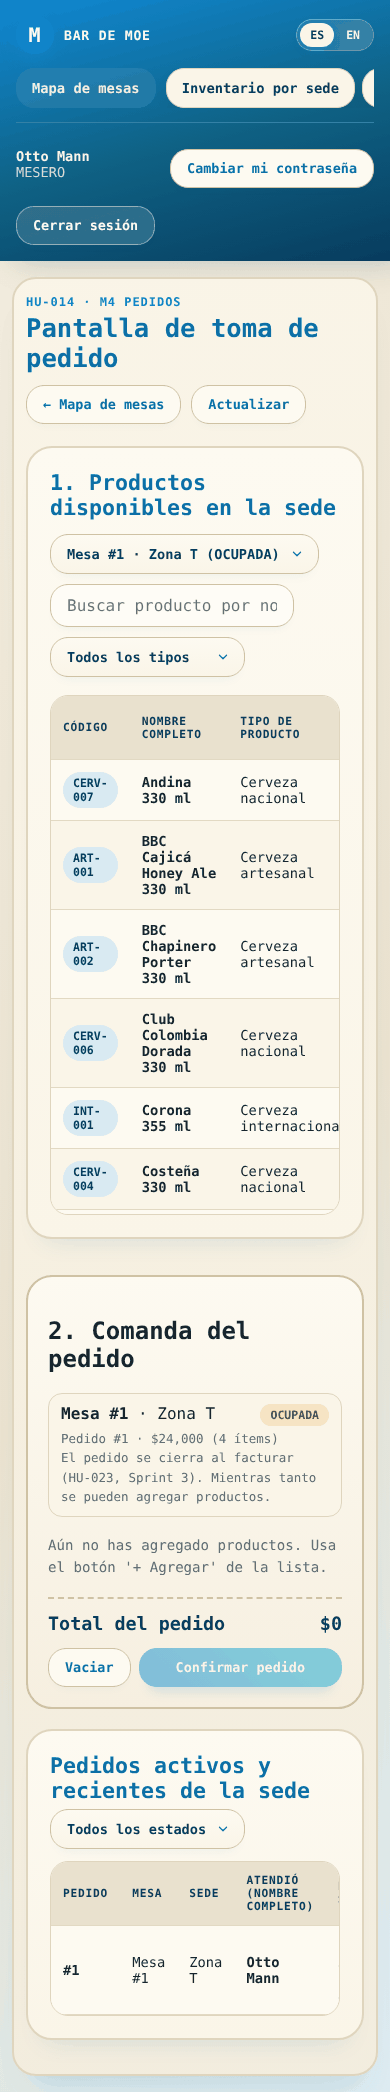 M BAR DE MOE ES EN
Mapa de mesas Inventario por sede
Otto Mann
MESERO
Cambiar mi contraseña
Cerrar sesión
HU-014 · M4 PEDIDOS
Pantalla de toma de
pedido
← Mapa de mesas Actualizar
1. Productos
disponibles en la sede
Mesa #1 · Zona T (OCUPADA)
Buscar producto por no
Todos los tipos
CÓDIGO NOMBRE COMPLETO TIPO DE PRODUCTO
CERV-007 Andina 330 ml Cerveza nacional
ART-001 BBC Cajicá Honey Ale 330 ml Cerveza artesanal
ART-002 BBC Chapinero Porter 330 ml Cerveza artesanal
CERV-006 Club Colombia Dorada 330 ml Cerveza nacional
INT-001 Corona 355 ml Cerveza internaciona
CERV-004 Costeña 330 ml Cerveza nacional
2. Comanda del
pedido
Mesa #1 · Zona T OCUPADA
Pedido #1 · $24,000 (4 ítems)
El pedido se cierra al facturar
(HU-023, Sprint 3). Mientras tanto
se pueden agregar productos.
Aún no has agregado productos. Usa
el botón '+ Agregar' de la lista.
Total del pedido $0
Vaciar Confirmar pedido
Pedidos activos y
recientes de la sede
Todos los estados
PEDIDO MESA SEDE ATENDIÓ (NOMBRE COMPLETO)
#1 Mesa #1 Zona T Otto Mann